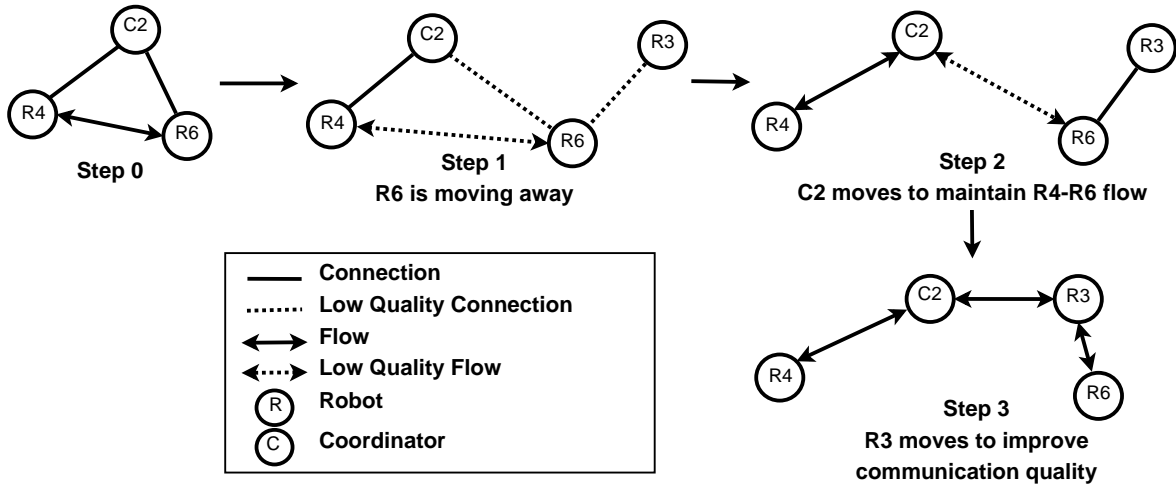 C2
R4
R6
Step 0
C2
R3
R4
R6
Step 1
R6 is moving away
C2
R3
R4
R6
Step 2
C2 moves to maintain R4-R6 flow
Connection
Low Quality Connection
Flow
Low Quality Flow
R
Robot
C
Coordinator
C2
R3
R4
R6
Step 3
R3 moves to improve
communication quality